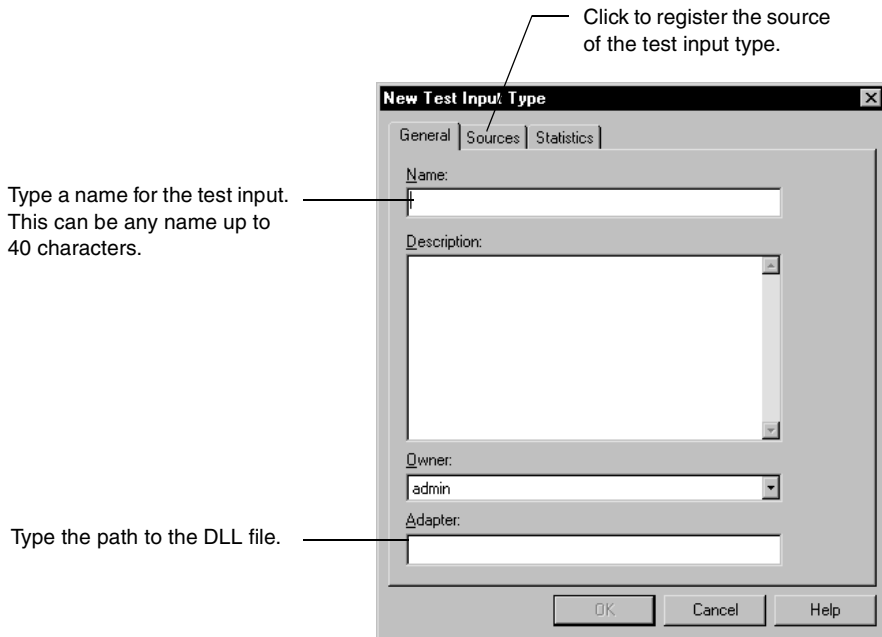 Click to register the source
of the test input type.
New Test Input Type
General
Sources
Statistics
Name:
Type a name for the test input.
This can be any name up to
40 characters.
Description:
Owner:
admin
Adapter:
Type the path to the DLL file.
OK
Cancel
Help